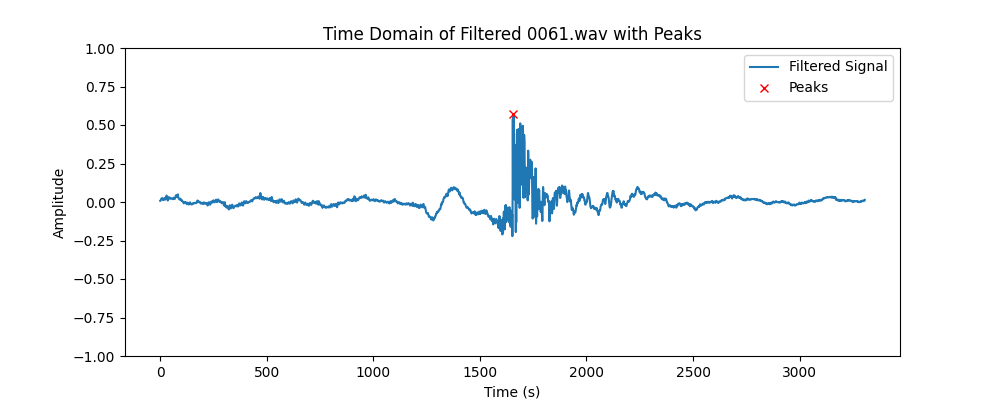 Time Domain of Filtered 0061.wav with Peaks
1.00
0.75
0.50
0.25
0.00
−0.25
−0.50
−0.75
−1.00
Amplitude
Filtered Signal
Peaks
0 500 1000 1500 2000 2500 3000
Time (s)